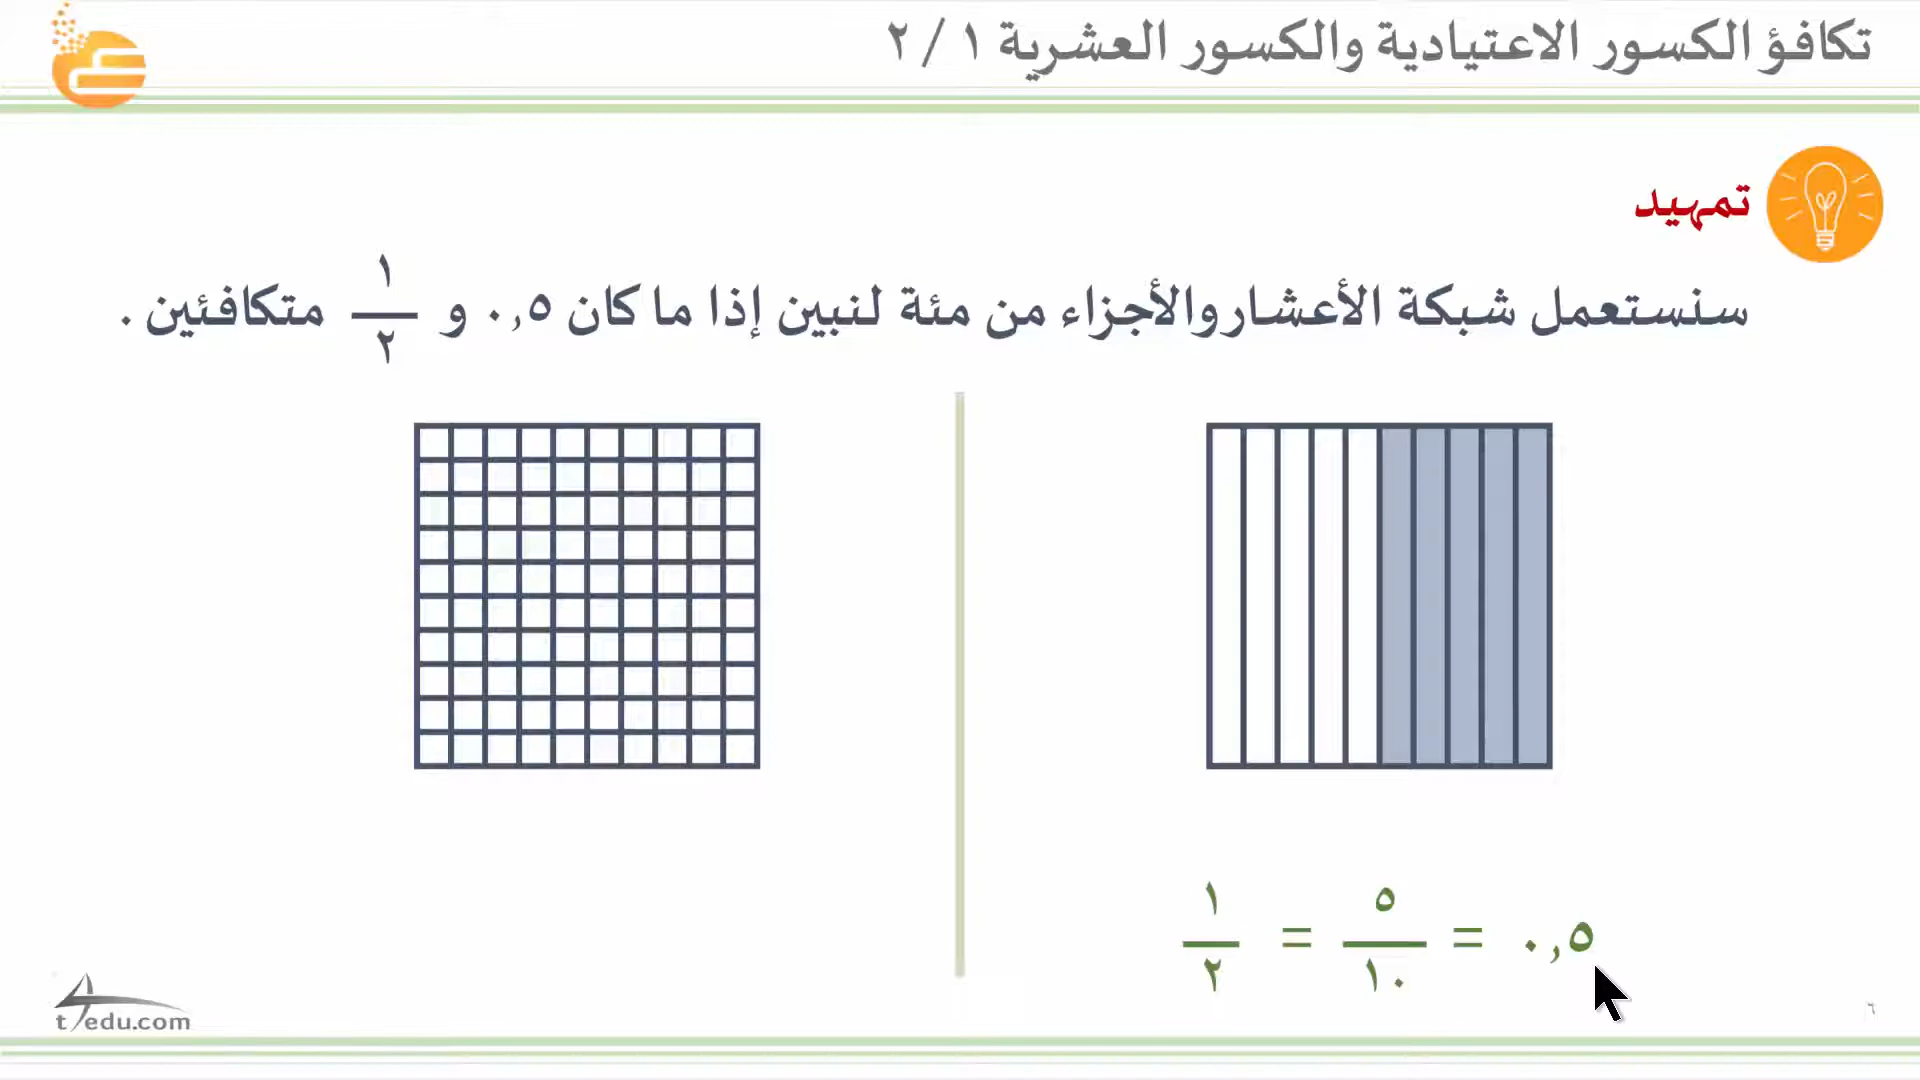 تكافؤ الكسور الاعتيادية والكسور العشرية ١ / ٢
تمهيد
سنستعمل شبكة الأعشار والأجزاء من مئة لنبين إذا ما كان ٠,٥ و ١/٢ متكافئين .
٠,٥ = ٥/١٠ = ١/٢
t4edu.com
٦